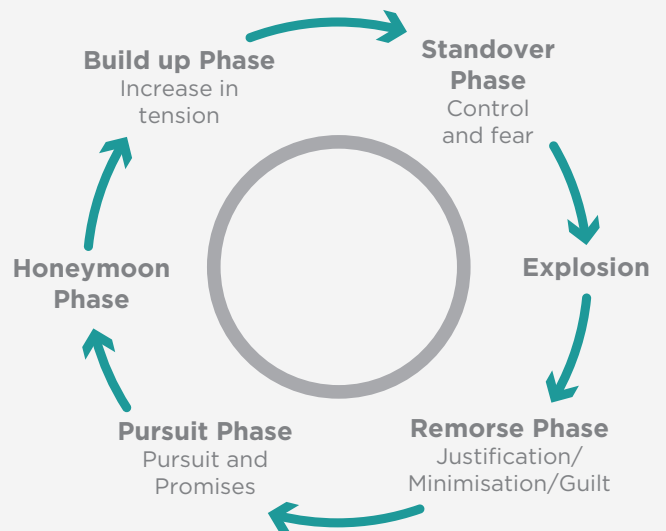 Build up Phase
Increase in
tension
Standover
Phase
Control
and fear
Explosion
Remorse Phase
Justification/
Minimisation/Guilt
Pursuit Phase
Pursuit and
Promises
Honeymoon
Phase